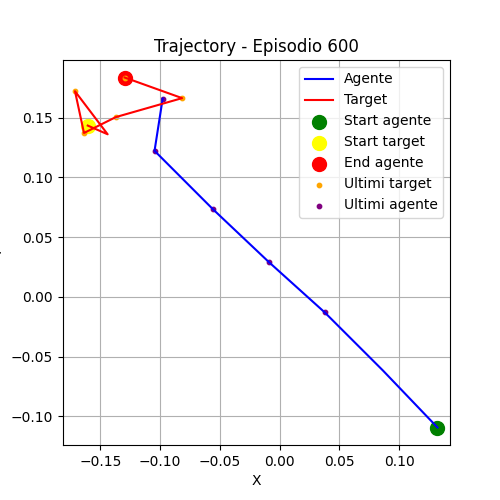 Trajectory - Episodio 600
Agente
Target
Start agente
Start target
End agente
Ultimi target
Ultimi agente
0.15
0.10
0.05
0.00
−0.05
−0.10
−0.15
−0.10
−0.05
0.00
0.05
0.10
X